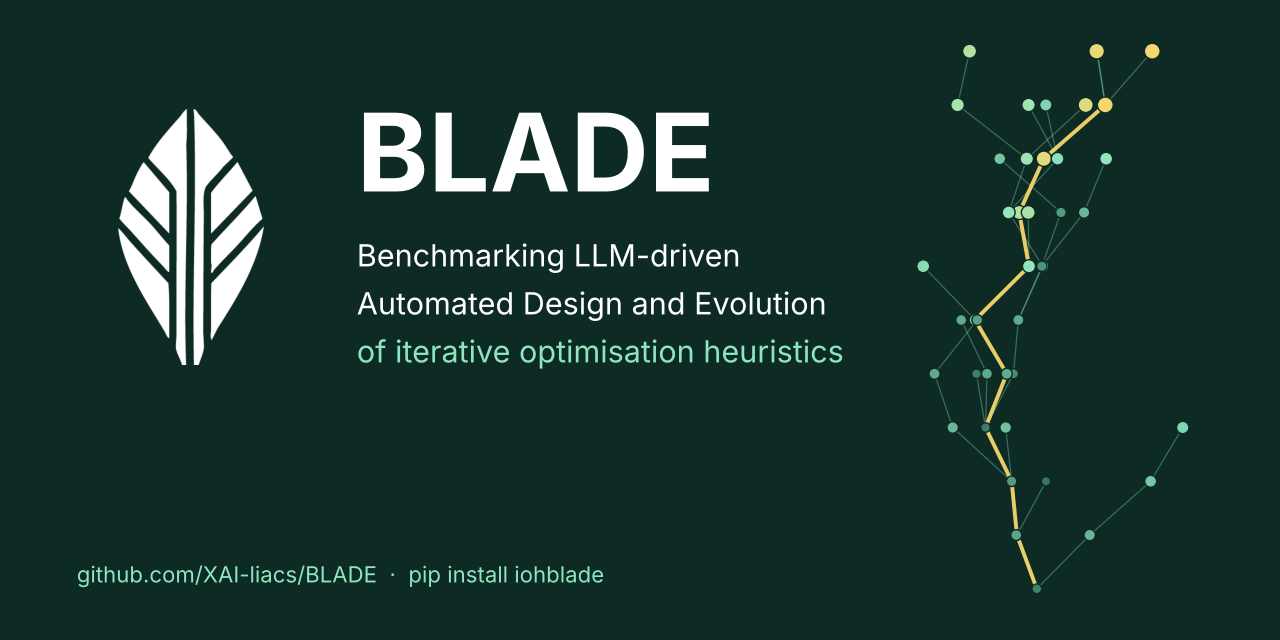 BLADE
Benchmarking LLM-driven
Automated Design and Evolution
of iterative optimisation heuristics
github.com/XAI-liacs/BLADE · pip install iohblade